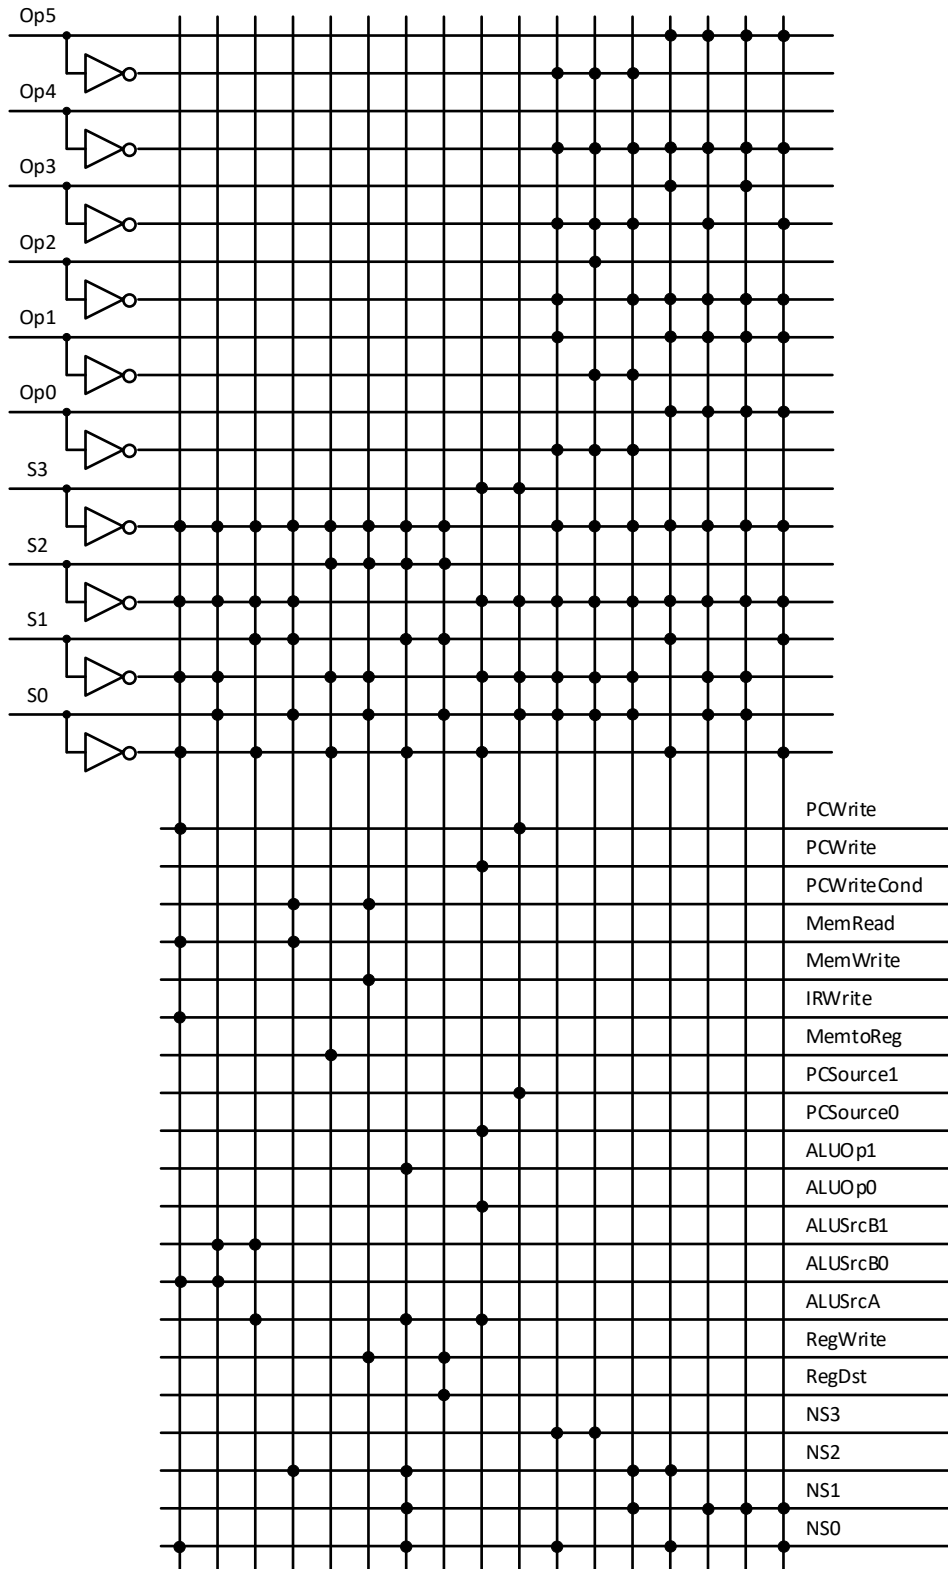 Op5
Op4
Op3
Op2
Op1
Op0
S3
S2
S1
S0
PCWrite
PCWrite
PCWriteCond
MemRead
MemWrite
IRWrite
MemtoReg
PCSource1
PCSource0
ALUOp1
ALUOp0
ALUSrcB1
ALUSrcB0
ALUSrcA
RegWrite
RegDst
NS3
NS2
NS1
NS0